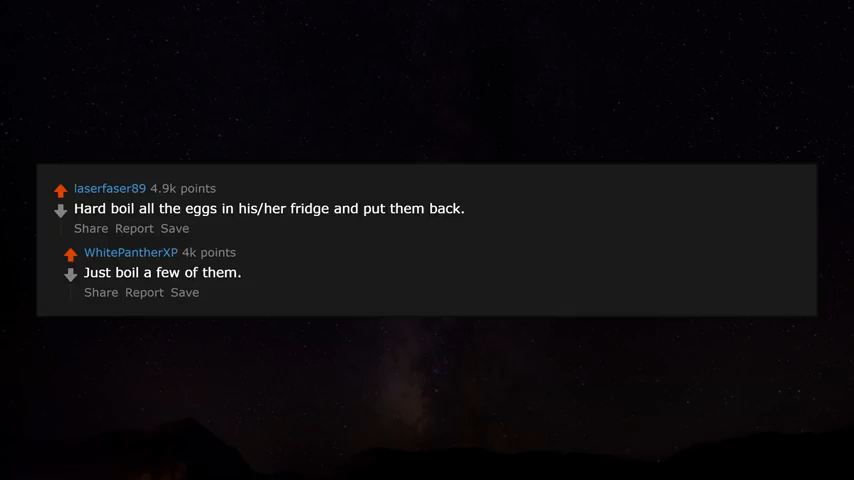 laserfaser89 4.9k points
Hard boil all the eggs in his/her fridge and put them back.
Share Report Save
WhitePantherXP 4k points
Just boil a few of them.
Share Report Save